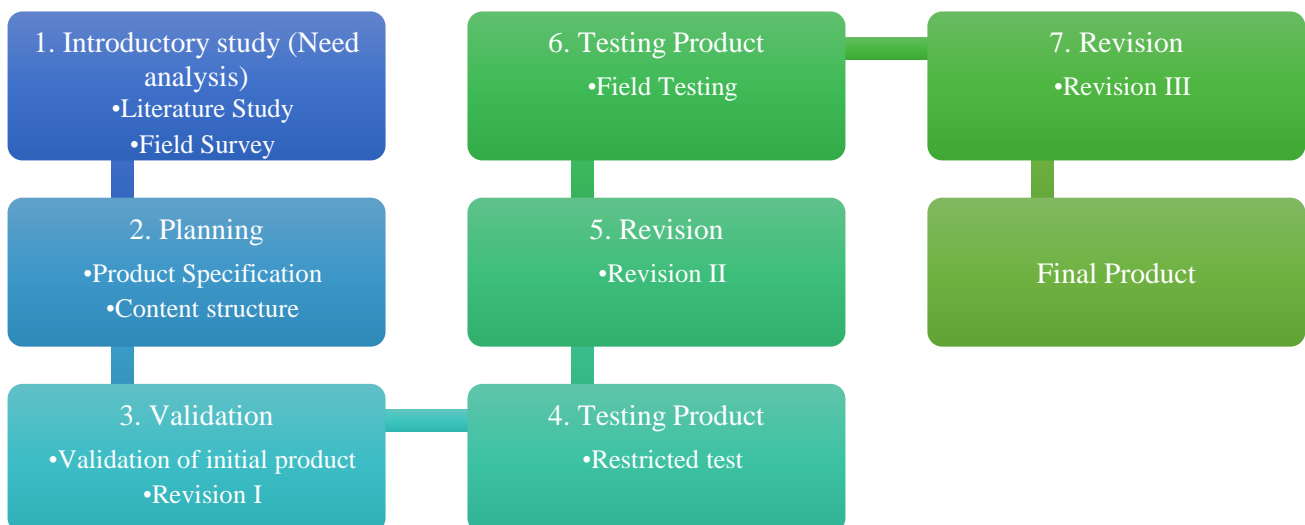 1. Introductory study (Need
analysis)
•Literature Study
•Field Survey
2. Planning
•Product Specification
•Content structure
3. Validation
•Validation of initial product
•Revision I
4. Testing Product
•Restricted test
5. Revision
•Revision II
6. Testing Product
•Field Testing
7. Revision
•Revision III
Final Product